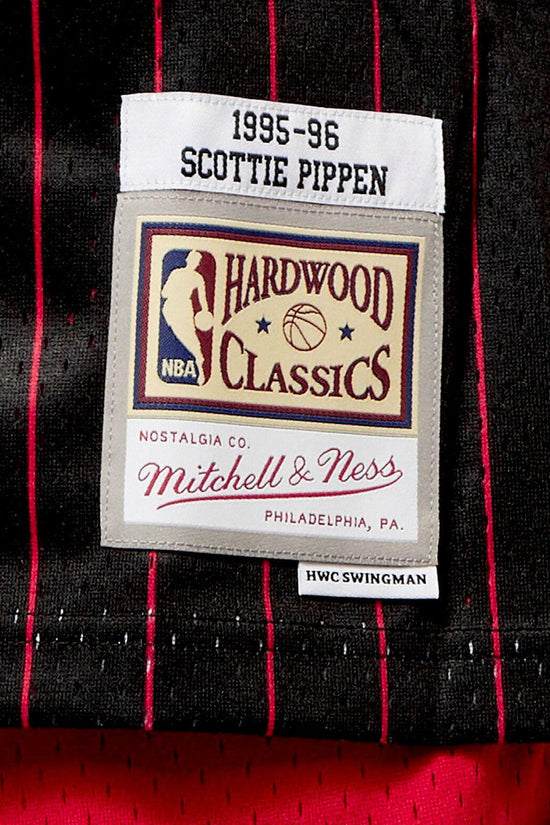 1995-96
SCOTTIE PIPPEN
HARDWOOD
CLASSICS
NBA
NOSTALGIA CO.
Mitchell & Ness
PHILADELPHIA, PA.
HWC SWINGMAN